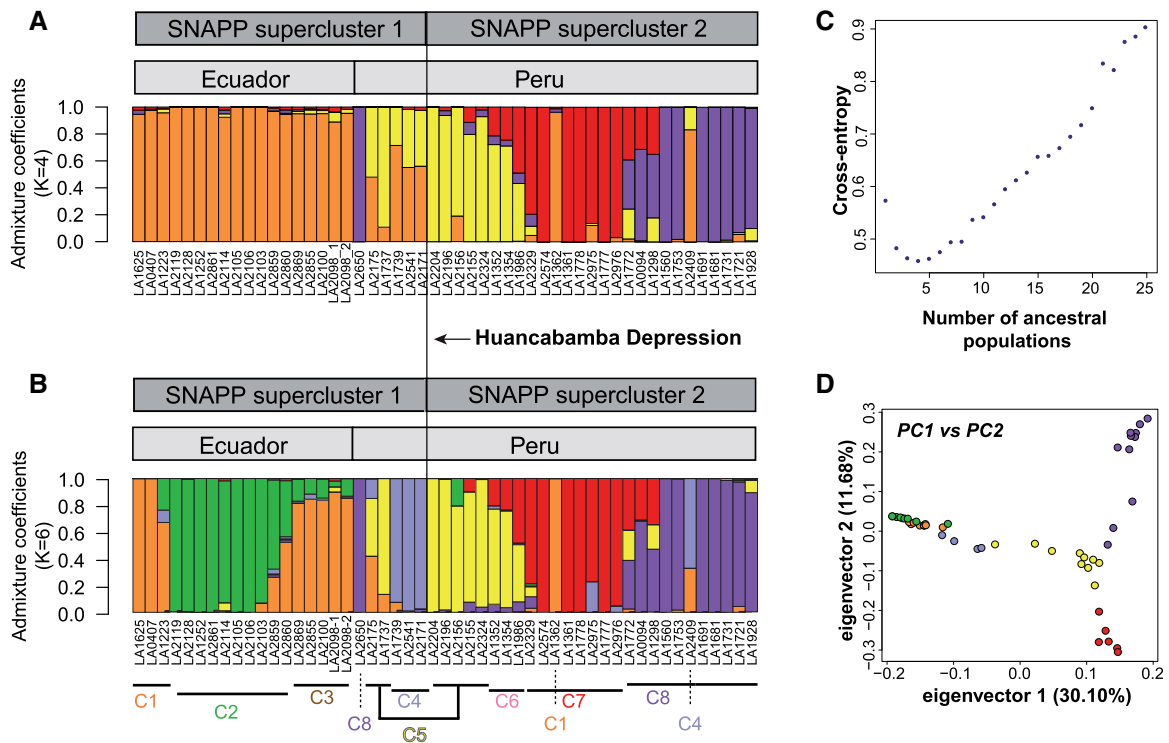 A
SNAPP supercluster 1
SNAPP supercluster 2
Ecuador
Peru
Admixture coefficients
(K=4)
1.0
0.8
0.6
0.4
0.2
0.0
LA1625
LA0407
LA1223
LA2119
LA2128
LA1252
LA2861
LA2114
LA2105
LA2106
LA2103
LA2859
LA2860
LA2869
LA2855
LA2100
LA2098_1
LA2098_2
LA2650
LA2175
LA1737
LA1739
LA2541
LA2171
LA2204
LA2196
LA2156
LA2155
LA2324
LA1352
LA1354
LA1986
LA2329
LA2574
LA1362
LA1361
LA1778
LA2975
LA1777
LA2976
LA1772
LA0094
LA1298
LA1560
LA1753
LA2409
LA1691
LA1681
LA1731
LA1721
LA1928
Huancabamba Depression
B
SNAPP supercluster 1
SNAPP supercluster 2
Ecuador
Peru
Admixture coefficients
(K=6)
1.0
0.8
0.6
0.4
0.2
0.0
LA1625
LA0407
LA1223
LA2119
LA2128
LA1252
LA2861
LA2114
LA2105
LA2106
LA2103
LA2859
LA2860
LA2869
LA2855
LA2100
LA2098-1
LA2098-2
LA2650
LA2175
LA1737
LA1739
LA2541
LA2171
LA2204
LA2196
LA2156
LA2155
LA2324
LA1352
LA1354
LA1986
LA2329
LA2574
LA1362
LA1361
LA1778
LA2975
LA1777
LA2976
LA1772
LA0094
LA1298
LA1560
LA1753
LA2409
LA1691
LA1681
LA1731
LA1721
LA1928
C1
C2
C3
C8
C4
C5
C6
C7
C1
C8
C4
C
Cross-entropy
0.9
0.8
0.7
0.6
0.5
5
10
15
20
25
Number of ancestral
populations
D
PC1 vs PC2
eigenvector 2 (11.68%)
0.3
0.2
0.1
0.0
-0.1
-0.2
-0.3
-0.2
-0.1
0.0
0.1
0.2
eigenvector 1 (30.10%)